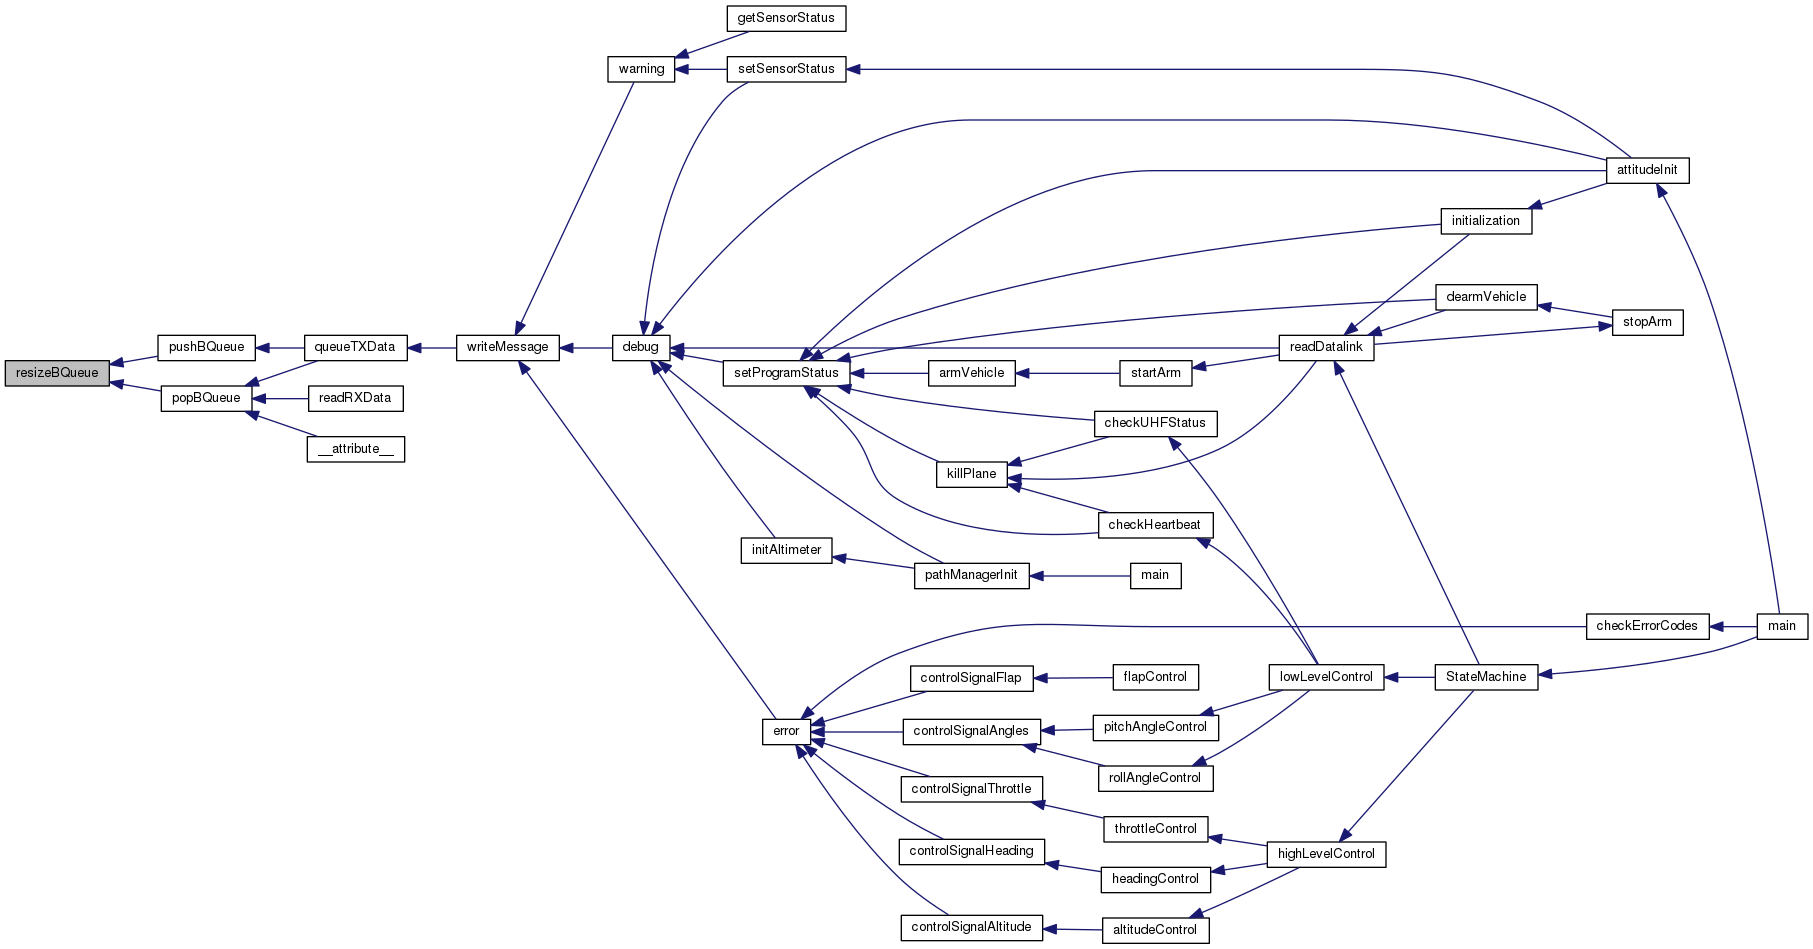 getSensorStatus
warning
setSensorStatus
attitudeInit
initialization
dearmVehicle
stopArm
pushBQueue
queueTXData
writeMessage
debug
readDatalink
resizeBQueue
setProgramStatus
armVehicle
startArm
popBQueue
readRXData
checkUHFStatus
__attribute__
killPlane
checkHeartbeat
initAltimeter
pathManagerInit
main
checkErrorCodes
main
controlSignalFlap
flapControl
lowLevelControl
StateMachine
error
controlSignalAngles
pitchAngleControl
rollAngleControl
controlSignalThrottle
throttleControl
controlSignalHeading
highLevelControl
headingControl
controlSignalAltitude
altitudeControl